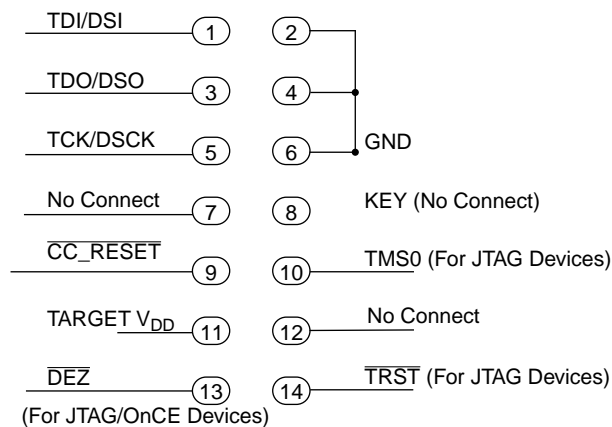 TDI/DSI 1 2
TDO/DSO 3 4
TCK/DSCK 5 6 GND
No Connect 7 8 KEY (No Connect)
CC_RESET 9 10 TMS0 (For JTAG Devices)
TARGET VDD 11 12 No Connect
DEZ 13 14 TRST (For JTAG Devices)
(For JTAG/OnCE Devices)